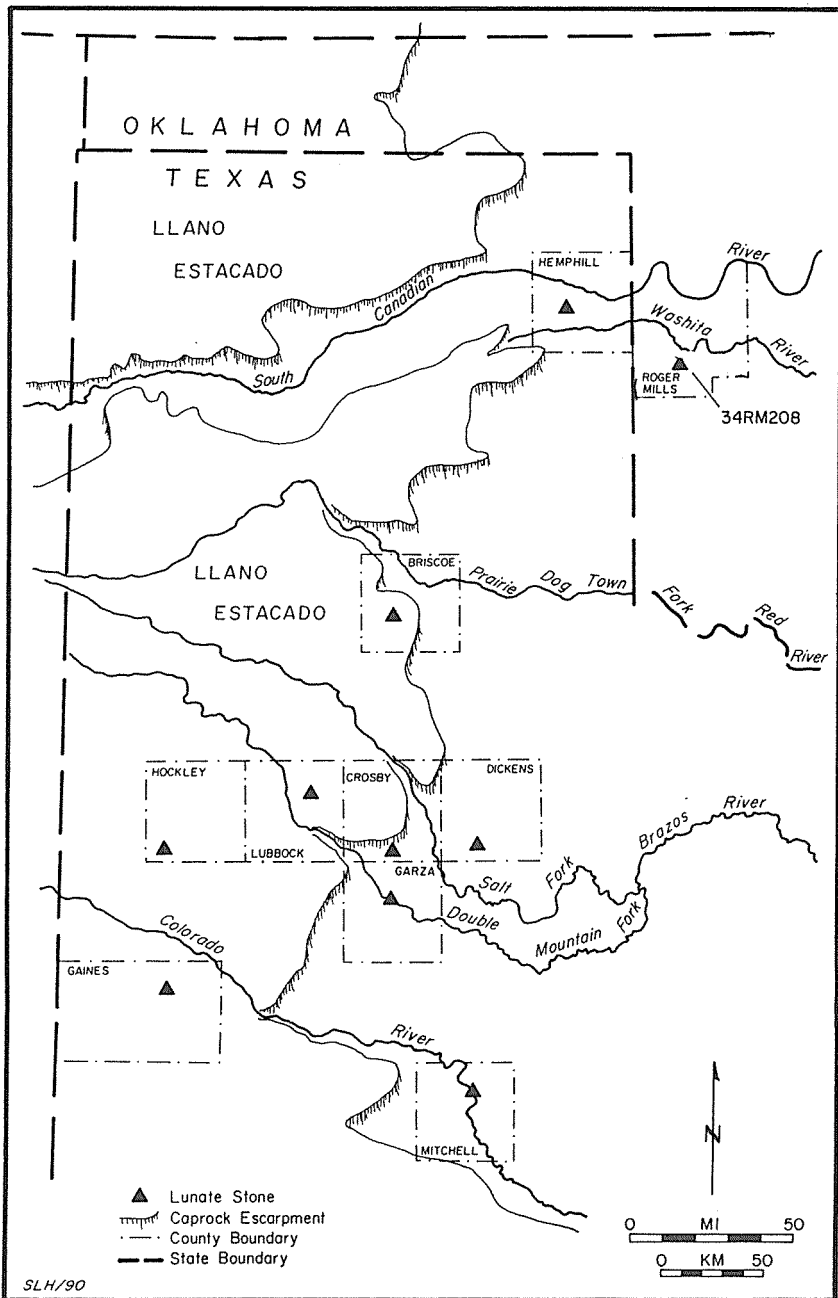 OKLAHOMA
TEXAS
LLANO
ESTACADO
HEMPHILL
River
Canadian
South
Washita
River
ROGER
MILLS
34RM208
LLANO
ESTACADO
BRISCOE
Prairie Dog Town
Fork
Red
River
HOCKLEY
LUBBOCK
CROSBY
DICKENS
GARZA
Salt Fork
Brazos River
Double Mountain Fork
Colorado
River
GAINES
MITCHELL
N
Lunate Stone
Caprock Escarpment
County Boundary
State Boundary
0 MI 50
0 KM 50
SLH/90